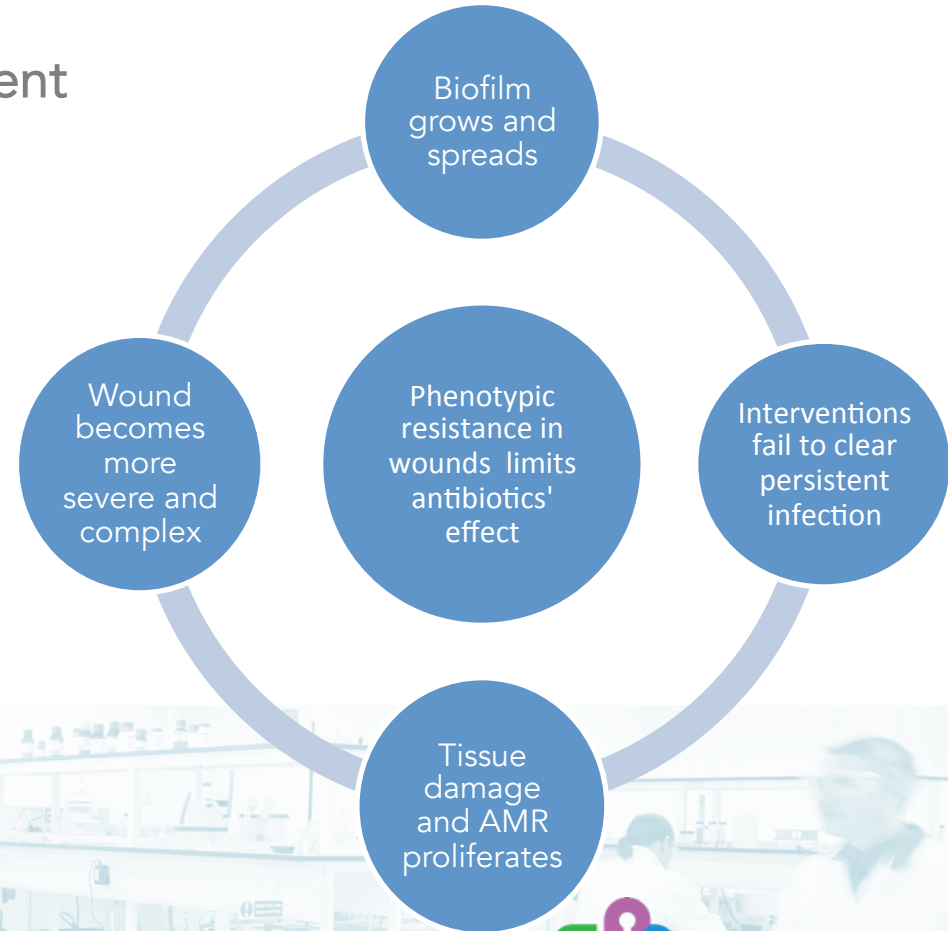 ent
Biofilm
grows and
spreads
Wound
becomes
more
severe and
complex
Phenotypic
resistance in
wounds limits
antibiotics'
effect
Interventions
fail to clear
persistent
infection
Tissue
damage
and AMR
proliferates